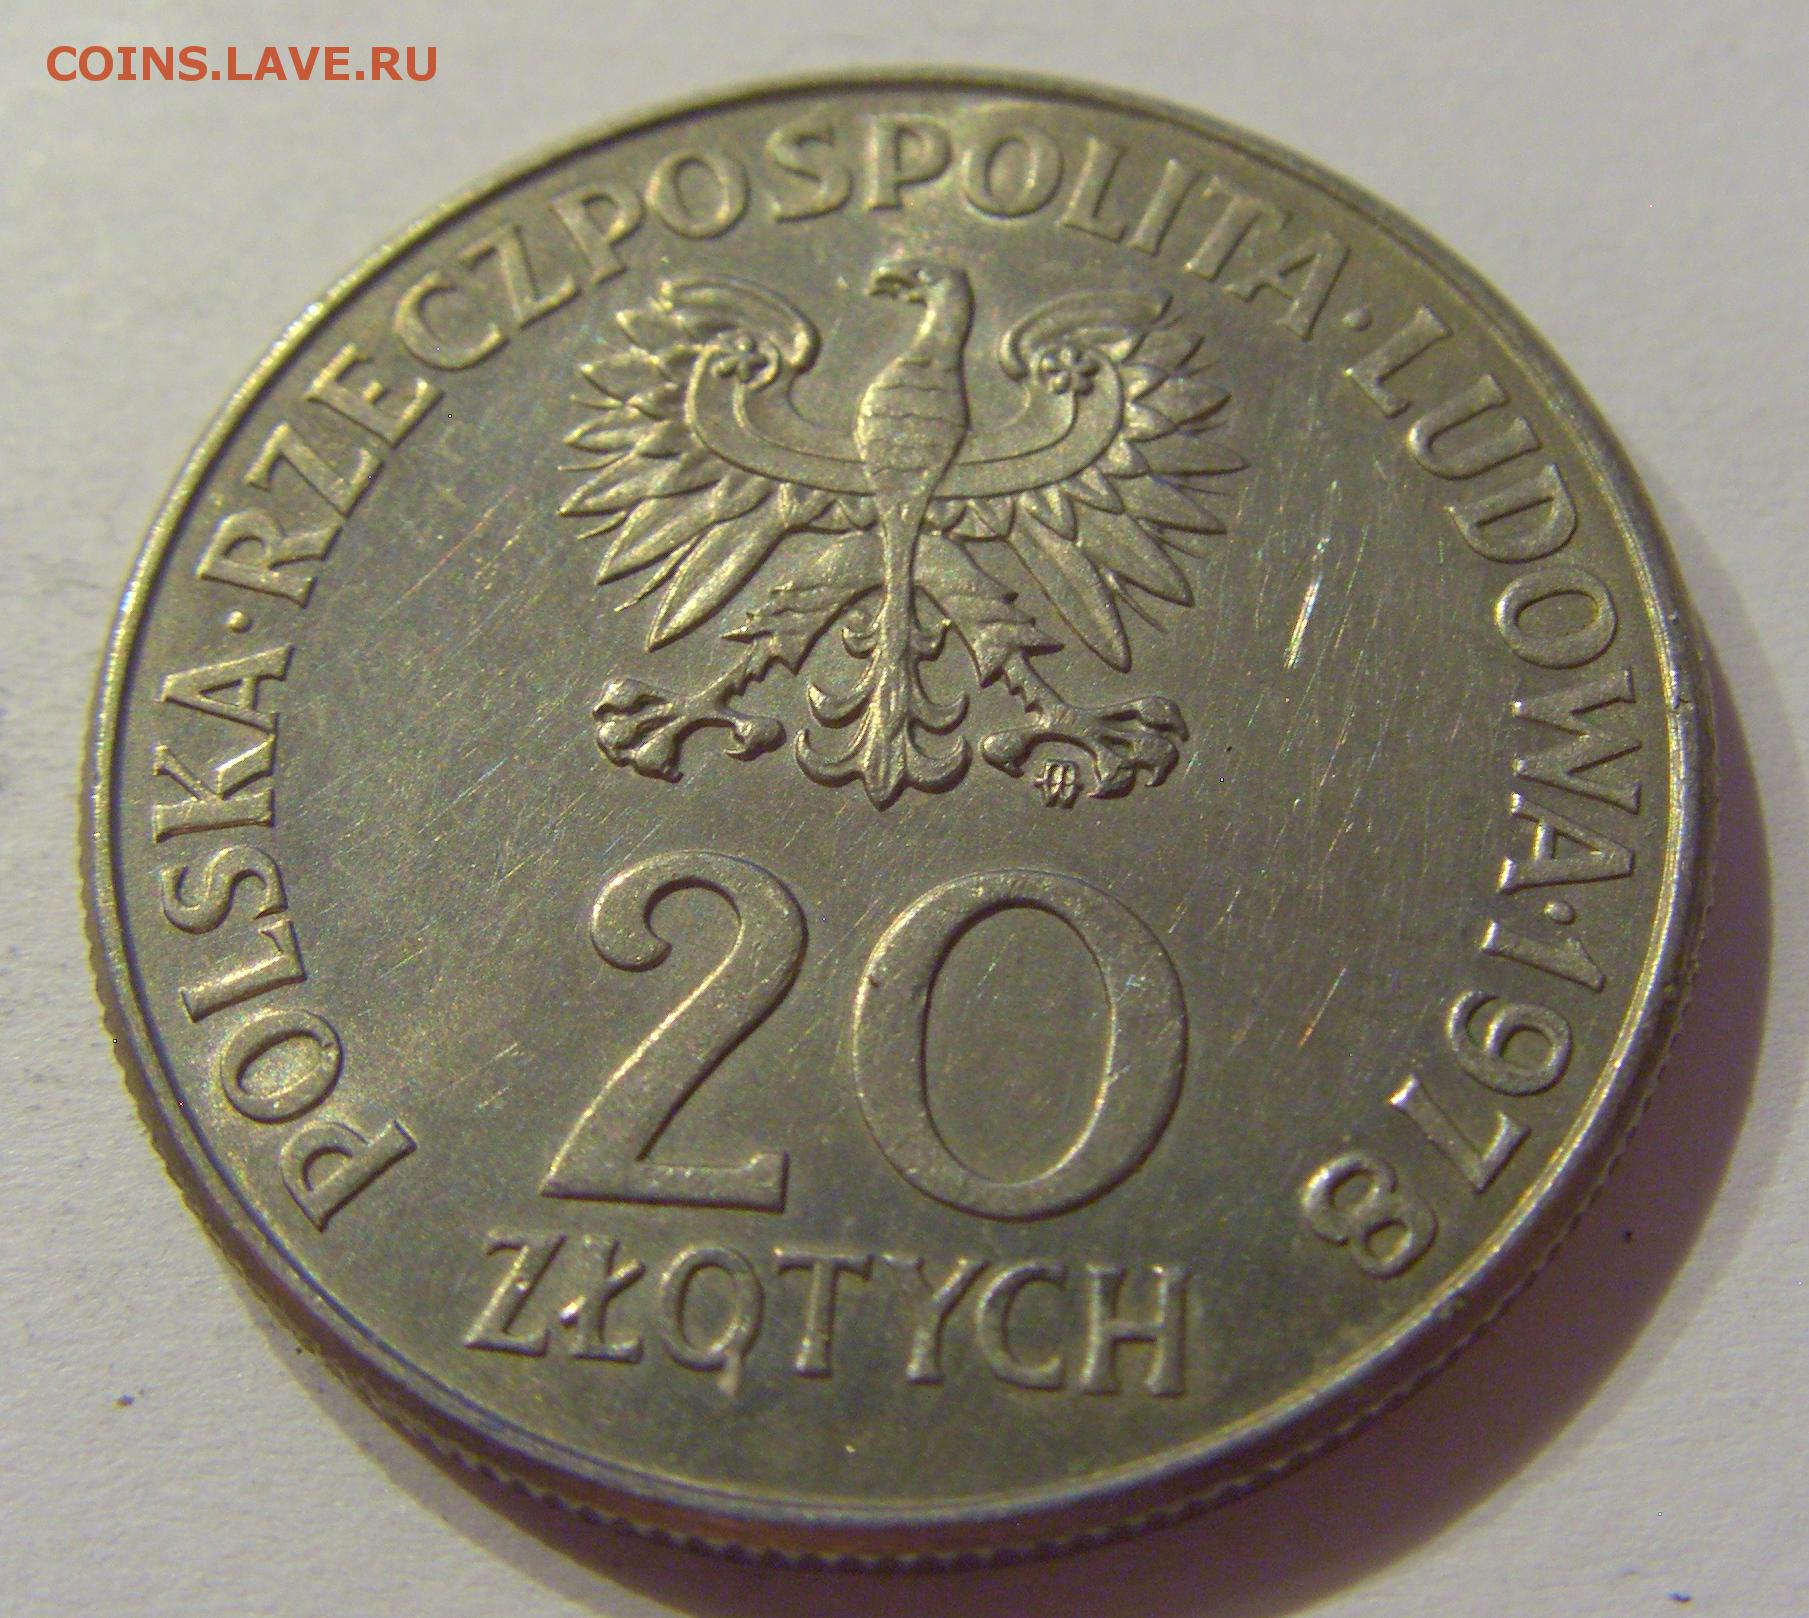 COINS.LAVE.RU
POLSKA·RZECZPOSPOLITA·LUDOWA·1978
20
ZŁOTYCH